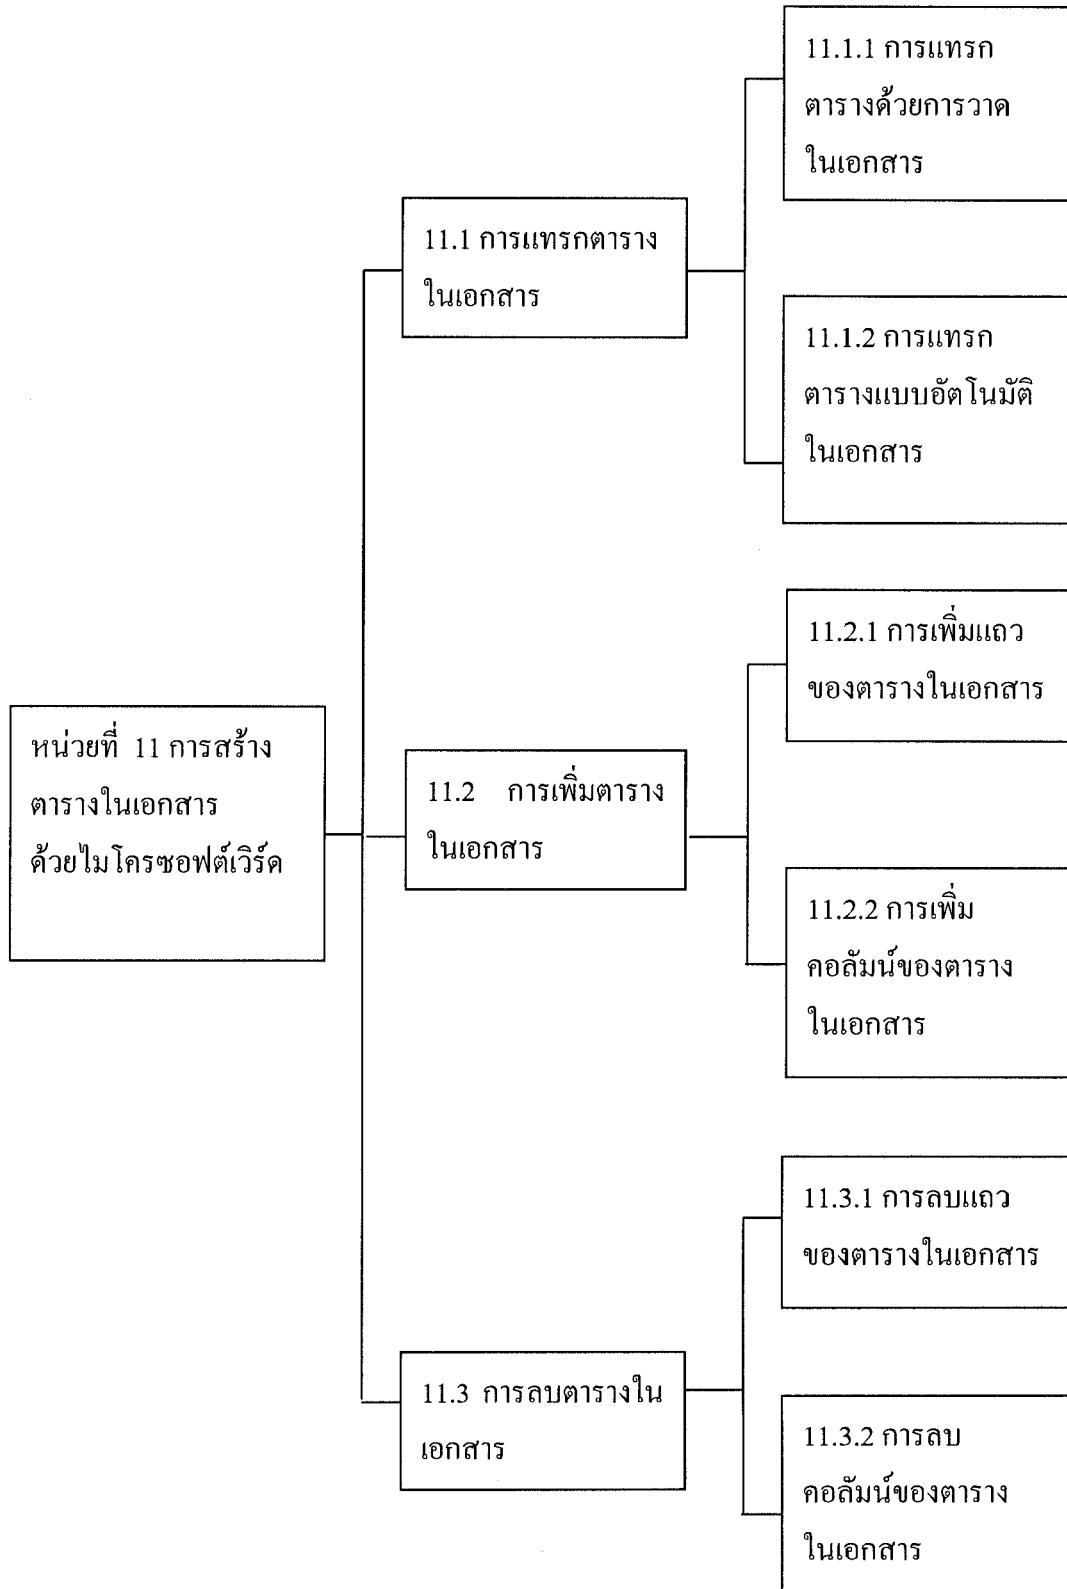 หน่วยที่ 11 การสร้าง
ตารางในเอกสาร
ด้วยไมโครซอฟต์เวิร์ด
11.1 การแทรกตาราง
ในเอกสาร
11.1.1 การแทรก
ตารางด้วยการวาด
ในเอกสาร
11.1.2 การแทรก
ตารางแบบอัตโนมัติ
ในเอกสาร
11.2 การเพิ่มตาราง
ในเอกสาร
11.2.1 การเพิ่มแถว
ของตารางในเอกสาร
11.2.2 การเพิ่ม
คอลัมน์ของตาราง
ในเอกสาร
11.3 การลบตารางใน
เอกสาร
11.3.1 การลบแถว
ของตารางในเอกสาร
11.3.2 การลบ
คอลัมน์ของตาราง
ในเอกสาร